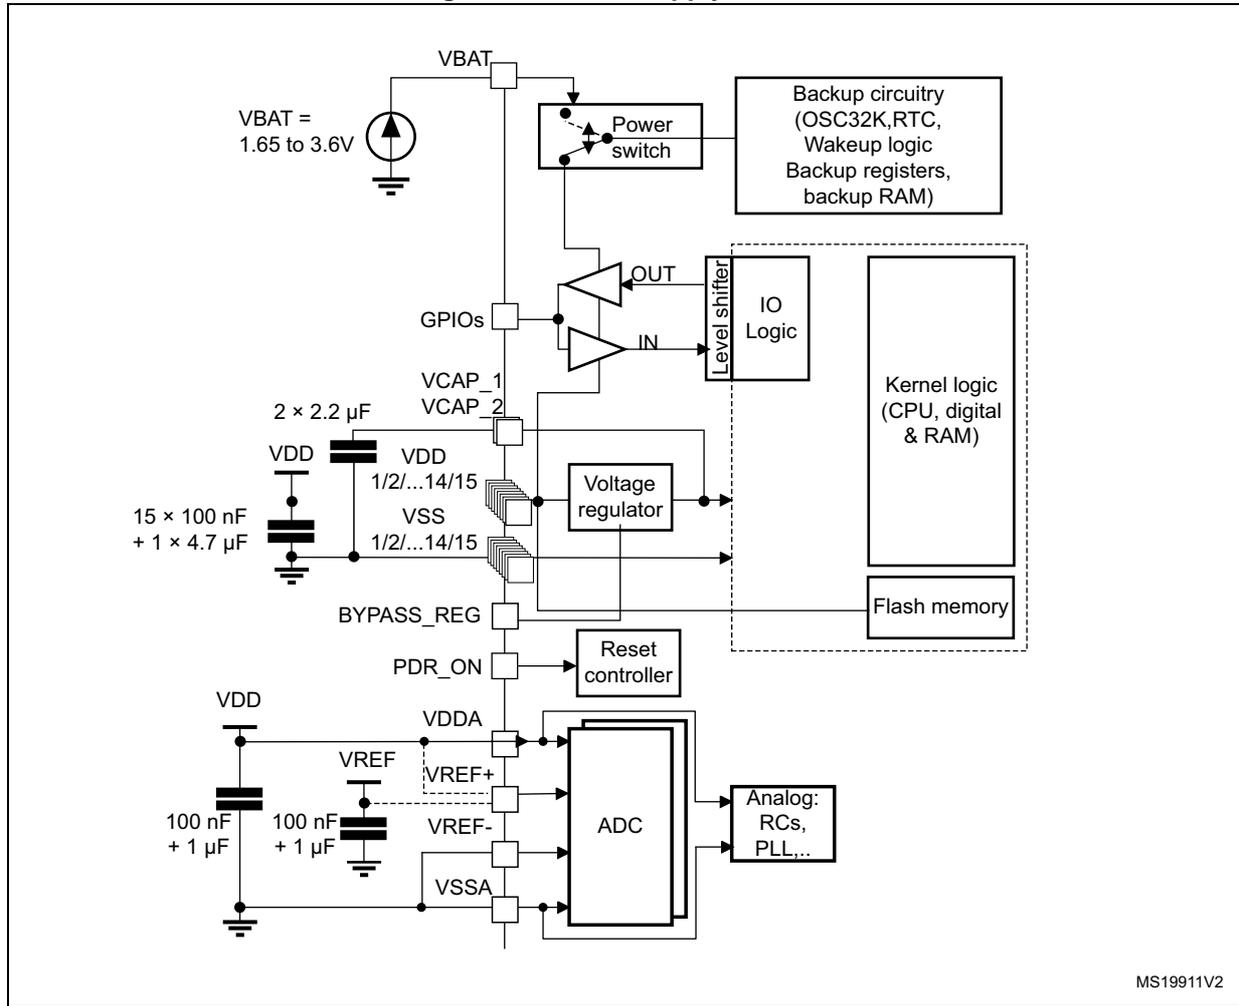 VBAT
VBAT =
1.65 to 3.6V
Power
switch
Backup circuitry
(OSC32K,RTC,
Wakeup logic
Backup registers,
backup RAM)
OUT
GPIOs
IN
Level shifter
IO
Logic
Kernel logic
(CPU, digital
& RAM)
VCAP_1
VCAP_2
2 × 2.2 μF
VDD
VDD
1/2/...14/15
Voltage
regulator
15 × 100 nF
+ 1 × 4.7 μF
VSS
1/2/...14/15
Flash memory
BYPASS_REG
PDR_ON
Reset
controller
VDD
VDDA
VREF
VREF+
100 nF
+ 1 μF
100 nF
+ 1 μF
VREF-
VSSA
ADC
Analog:
RCs,
PLL,..
MS19911V2